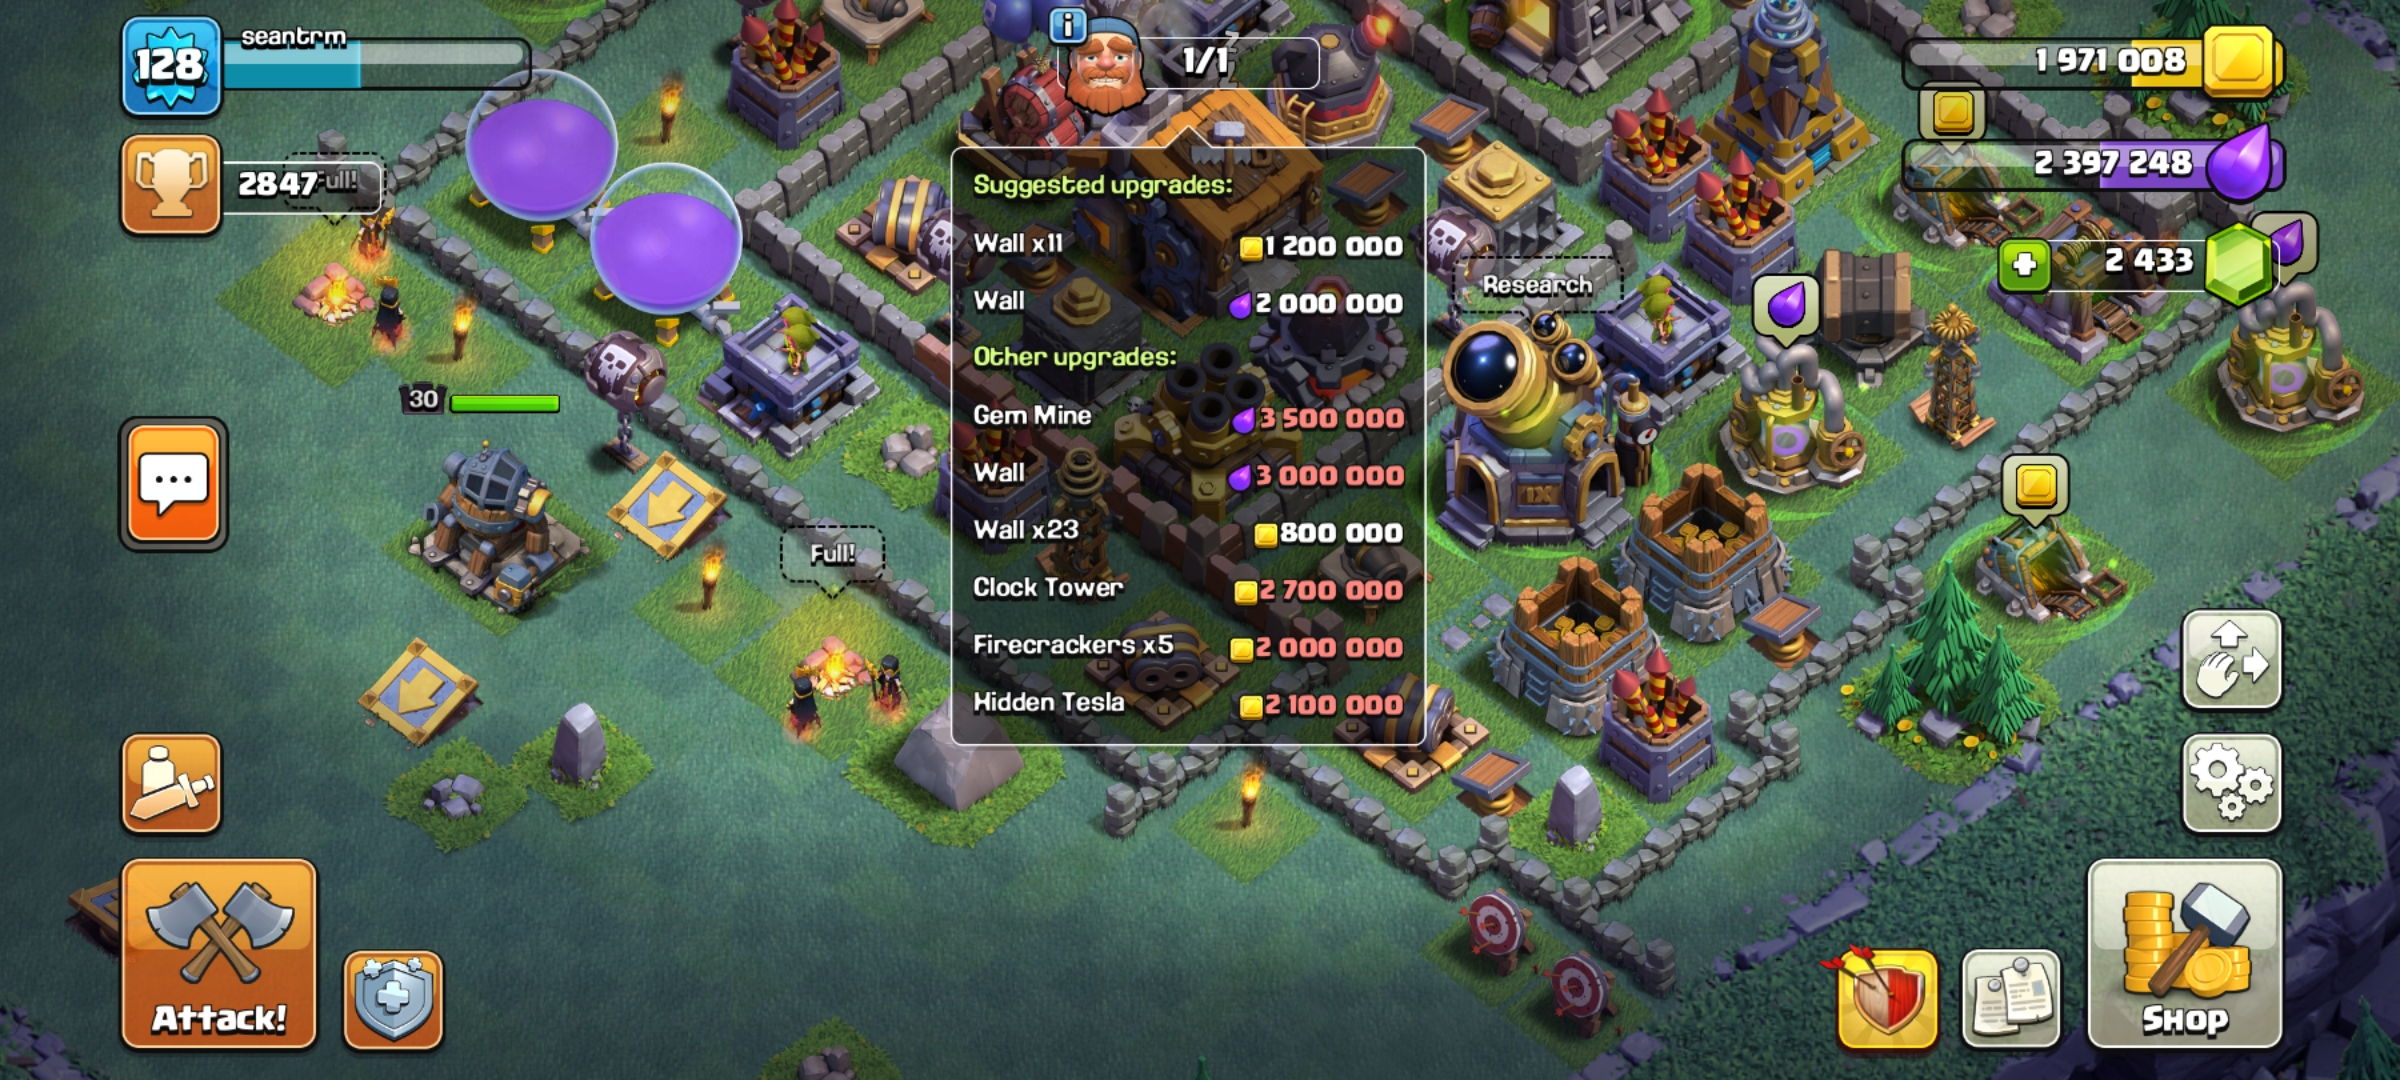 128
seantrm
1/1
1 971 008
2847
Full!
2 397 248
Suggested upgrades:
Wall x11 1 200 000
Wall 2 000 000
2 433
Research
Other upgrades:
30
Gem Mine 3 500 000
Wall 3 000 000
IX
Wall x23 800 000
Full!
Clock Tower 2 700 000
Firecrackers x5 2 000 000
Hidden Tesla 2 100 000
Attack!
Shop